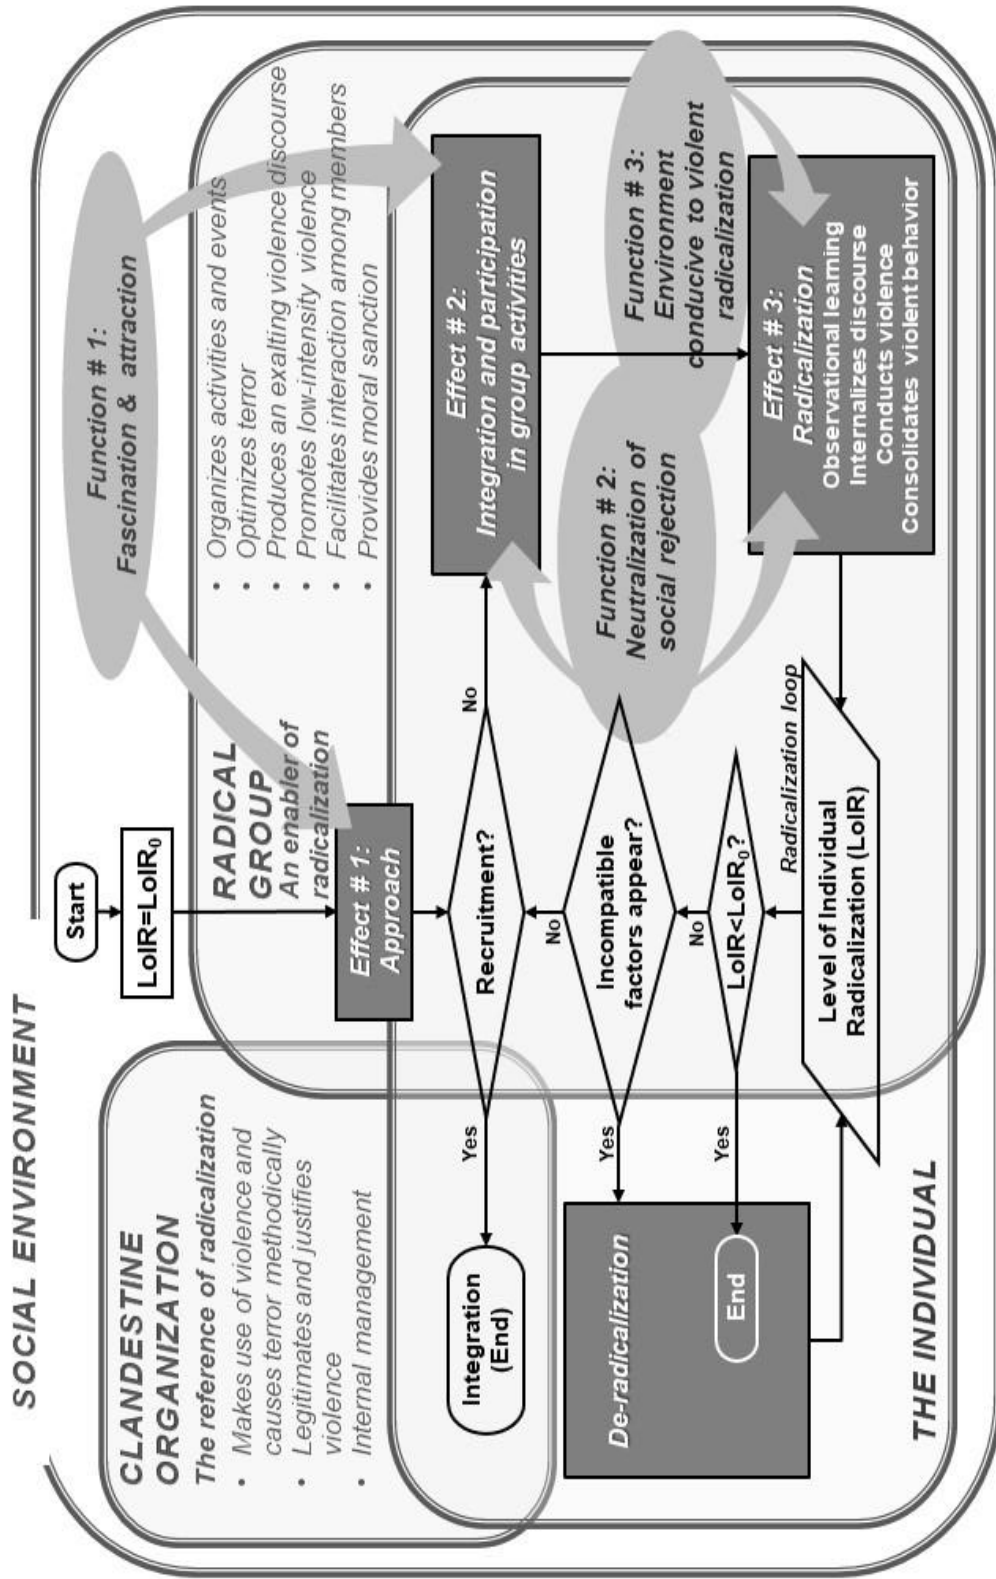 SOCIAL ENVIRONMENT
CLANDESTINE
ORGANIZATION
The reference of radicalization
• Makes use of violence and
causes terror methodically
• Legitimates and justifies
violence
• Internal management
Start
LoIR=LoIR₀
RADICAL
GROUP
An enabler of
radicalization
Function # 1:
Fascination & attraction
• Organizes activities and events
• Optimizes terror
• Produces an exalting violence discourse
• Promotes low-intensity violence
• Facilitates interaction among members
• Provides moral sanction
Effect # 1:
Approach
Integration
(End)
Yes
Recruitment?
No
Effect # 2:
Integration and participation
in group activities
De-radicalization
Yes
Incompatible
factors appear?
No
Function # 2:
Neutralization of
social rejection
Function # 3:
Environment
conducive to violent
radicalization
End
Yes
LoIR<LoIR₀?
No
Radicalization loop
Level of Individual
Radicalization (LoIR)
Effect # 3:
Radicalization
Observational learning
Internalizes discourse
Conducts violence
Consolidates violent behavior
THE INDIVIDUAL